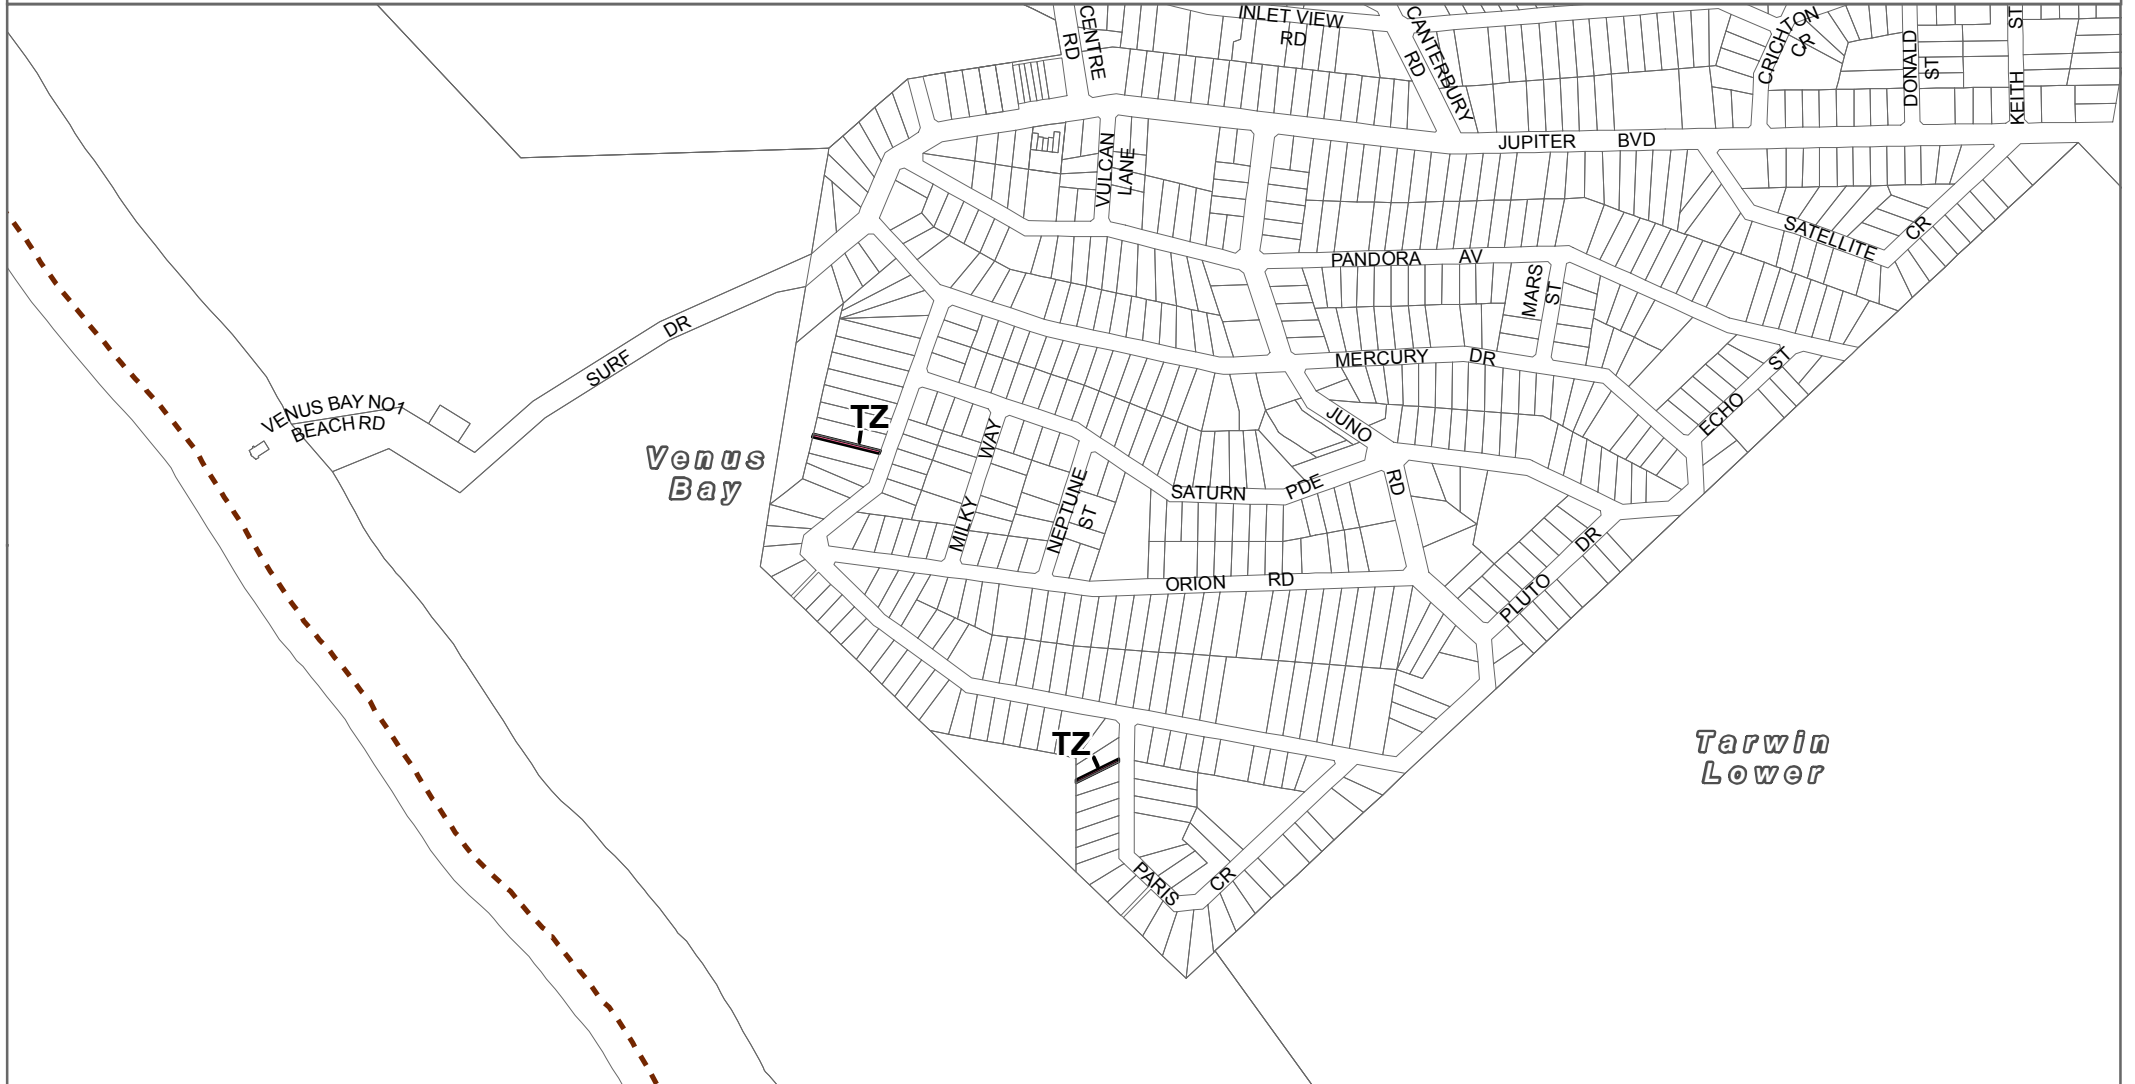 INLET VIEW
RD
CENTRE
RD
CANTERBURY
RD
CRICHTON
CR
DONALD
ST
KEITH ST
JUPITER BVD
VULCAN
LANE
SATELLITE CR
PANDORA AV
MARS
ST
SURF DR
MERCURY DR
ECHO ST
VENUS BAY NO1
BEACH RD
TZ
JUNO RD
WAY
MILKY
Venus
Bay
NEPTUNE
ST
SATURN PDE
ORION RD
PLUTO DR
TZ
Tarwin
Lower
PARIS CR